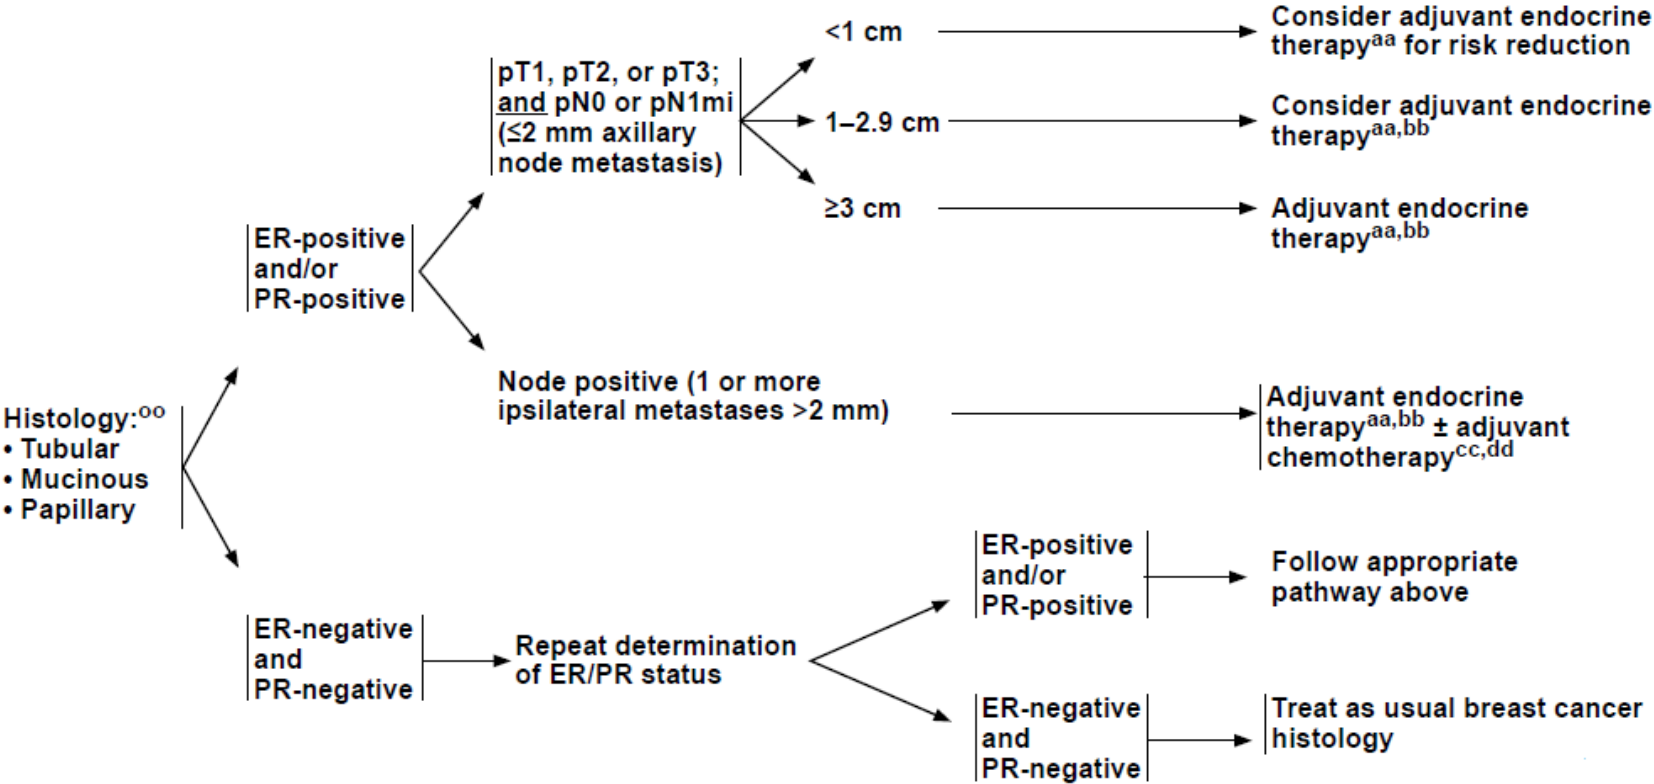 Histology:oo
• Tubular
• Mucinous
• Papillary
ER-positive
and/or
PR-positive
pT1, pT2, or pT3;
and pN0 or pN1mi
(≤2 mm axillary
node metastasis)
<1 cm
Consider adjuvant endocrine
therapyaa for risk reduction
1–2.9 cm
Consider adjuvant endocrine
therapyaa,bb
≥3 cm
Adjuvant endocrine
therapyaa,bb
Node positive (1 or more
ipsilateral metastases >2 mm)
Adjuvant endocrine
therapyaa,bb ± adjuvant
chemotherapycc,dd
ER-negative
and
PR-negative
Repeat determination
of ER/PR status
ER-positive
and/or
PR-positive
Follow appropriate
pathway above
ER-negative
and
PR-negative
Treat as usual breast cancer
histology